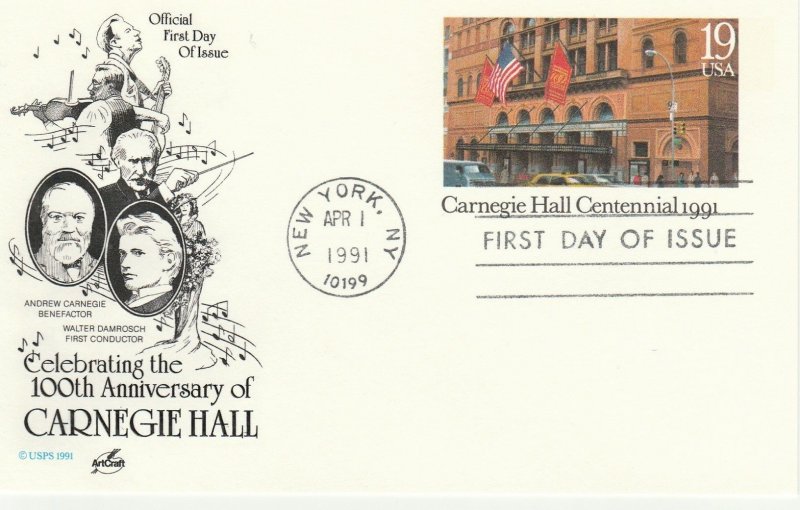 Official
First Day
Of Issue
ANDREW CARNEGIE
BENEFACTOR
WALTER DAMROSCH
FIRST CONDUCTOR
Celebrating the
100th Anniversary of
CARNEGIE HALL
© USPS 1991
ArtCraft
NEW YORK, NY
APR 1
1991
10199
19
USA
Carnegie Hall Centennial 1991
FIRST DAY OF ISSUE